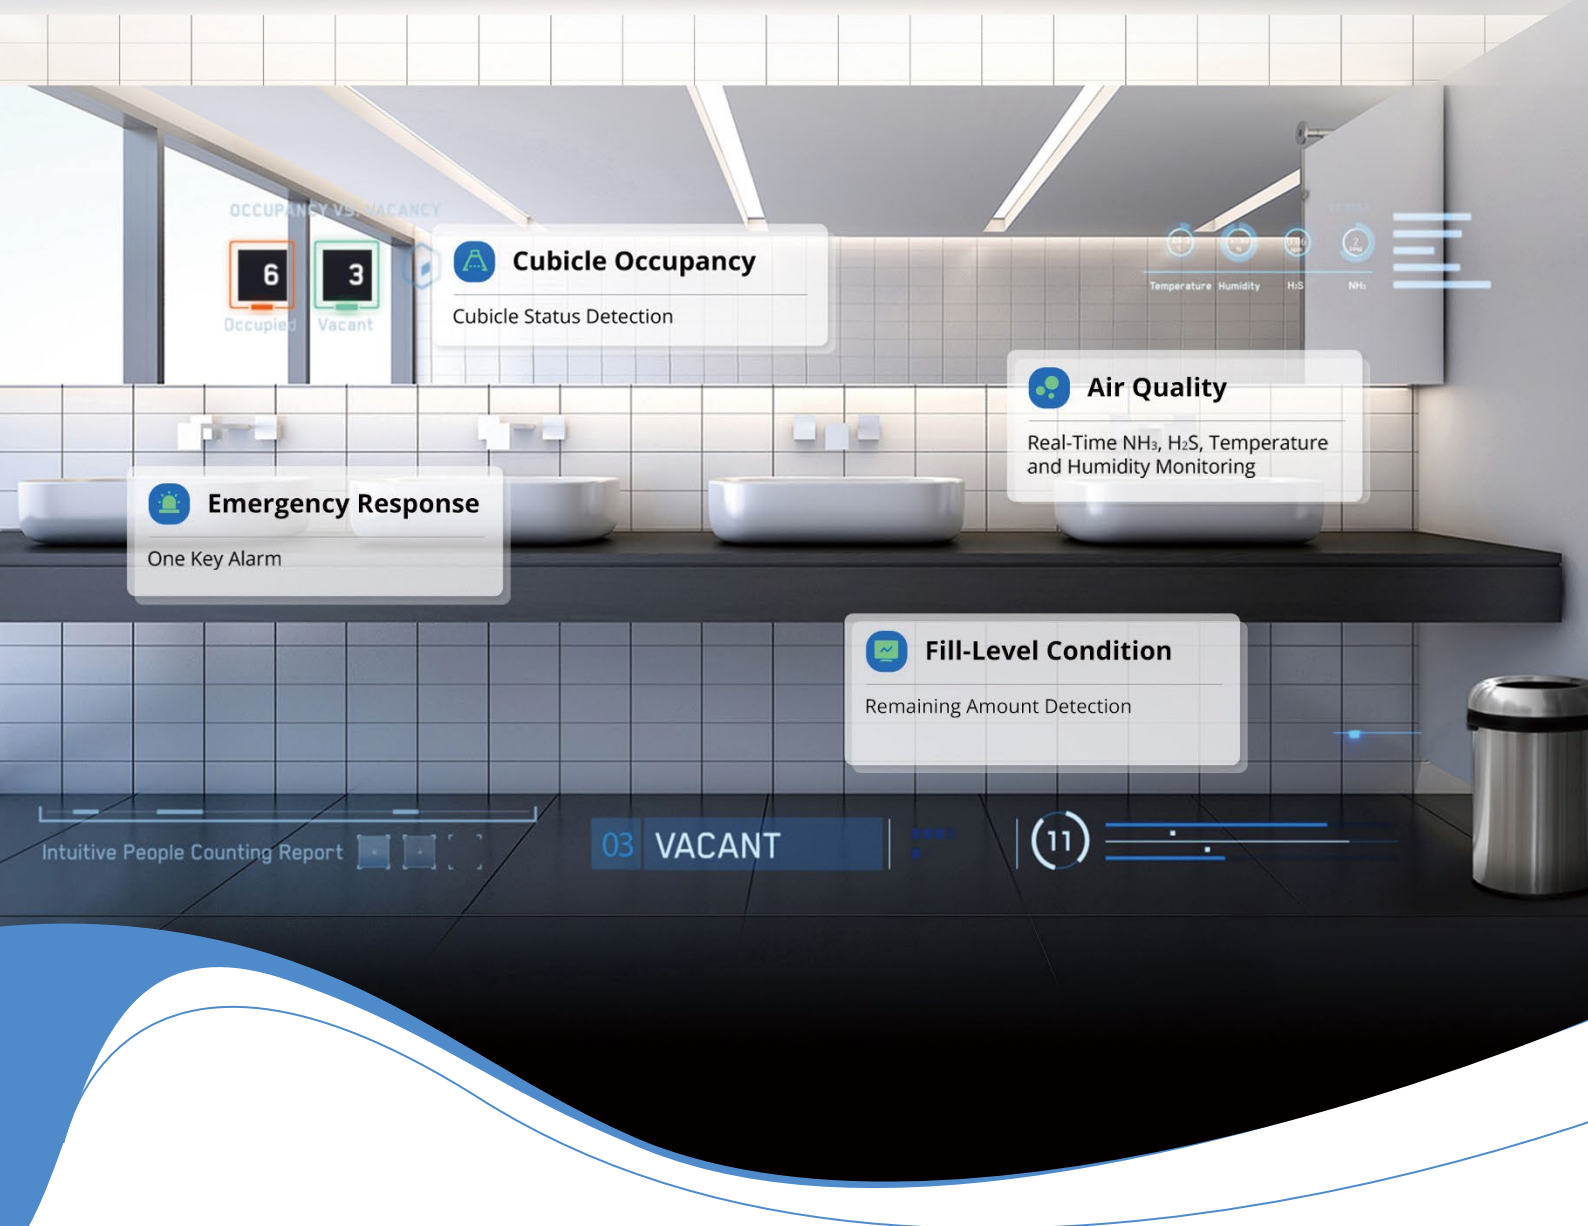 OCCUPANCY VS. VACANCY
6
3
Occupied
Vacant
Cubicle Occupancy
Cubicle Status Detection
2
PPM
Temperature
Humidity
H₂S
NH₃
Air Quality
Real-Time NH₃, H₂S, Temperature
and Humidity Monitoring
Emergency Response
One Key Alarm
Fill-Level Condition
Remaining Amount Detection
Intuitive People Counting Report
03
VACANT
11